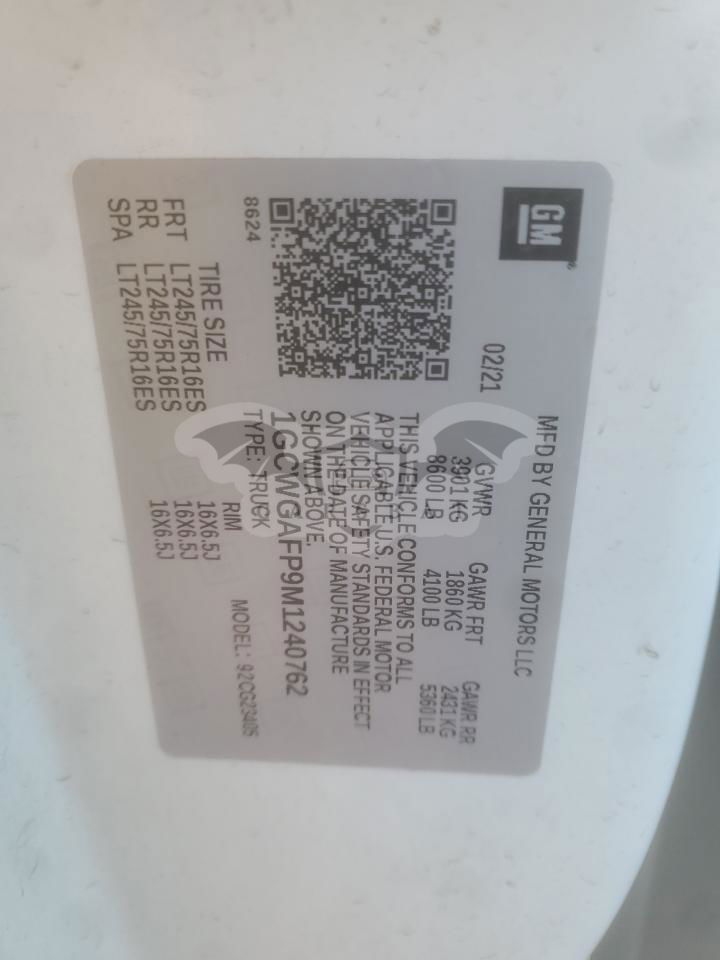 GM
MFD BY GENERAL MOTORS LLC
02/21
GVWR GAWR FRT GAWR RR
3901 KG 1860 KG 2431 KG
8600 LB 4100 LB 5360 LB
THIS VEHICLE CONFORMS TO ALL
APPLICABLE U.S. FEDERAL MOTOR
VEHICLE SAFETY STANDARDS IN EFFECT
ON THE DATE OF MANUFACTURE
SHOWN ABOVE.
1GCWGAFP9M1240762
8624
TYPE: TRUCK MODEL: 92CG23405
TIRE SIZE RIM
FRT LT245/75R16ES 16X6.5J
RR LT245/75R16ES 16X6.5J
SPA LT245/75R16ES 16X6.5J